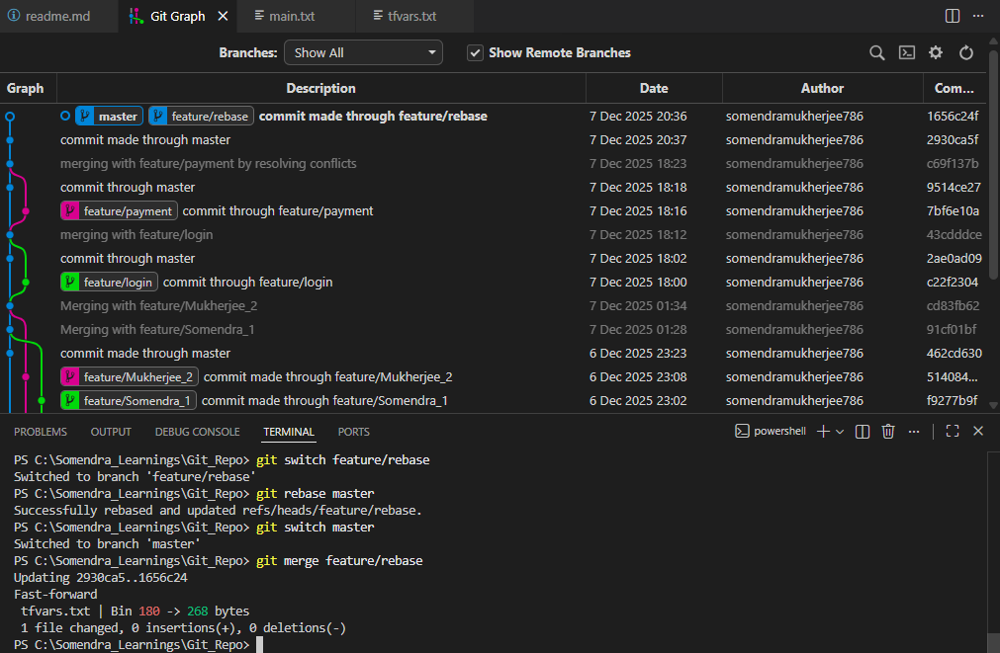 readme.md Git Graph main.txt tfvars.txt
Branches: Show All Show Remote Branches
Graph Description Date Author Com...
master feature/rebase commit made through feature/rebase 7 Dec 2025 20:36 somendramukherjee786 1656c24f
commit made through master 7 Dec 2025 20:37 somendramukherjee786 2930ca5f
merging with feature/payment by resolving conflicts 7 Dec 2025 18:23 somendramukherjee786 c69f137b
commit through master 7 Dec 2025 18:18 somendramukherjee786 9514ce27
feature/payment commit through feature/payment 7 Dec 2025 18:16 somendramukherjee786 7bf6e10a
merging with feature/login 7 Dec 2025 18:12 somendramukherjee786 43cdddce
commit through master 7 Dec 2025 18:02 somendramukherjee786 2ae0ad09
feature/login commit through feature/login 7 Dec 2025 18:00 somendramukherjee786 c22f2304
Merging with feature/Mukherjee_2 7 Dec 2025 01:34 somendramukherjee786 cd83fb62
Merging with feature/Somendra_1 7 Dec 2025 01:28 somendramukherjee786 91cf01bf
commit made through master 6 Dec 2025 23:23 somendramukherjee786 462cd630
feature/Mukherjee_2 commit made through feature/Mukherjee_2 6 Dec 2025 23:08 somendramukherjee786 514084...
feature/Somendra_1 commit made through feature/Somendra_1 6 Dec 2025 23:02 somendramukherjee786 f9277b9f
PROBLEMS OUTPUT DEBUG CONSOLE TERMINAL PORTS powershell
PS C:\Somendra_Learnings\Git_Repo> git switch feature/rebase
Switched to branch 'feature/rebase'
PS C:\Somendra_Learnings\Git_Repo> git rebase master
Successfully rebased and updated refs/heads/feature/rebase.
PS C:\Somendra_Learnings\Git_Repo> git switch master
Switched to branch 'master'
PS C:\Somendra_Learnings\Git_Repo> git merge feature/rebase
Updating 2930ca5..1656c24
Fast-forward
tfvars.txt | Bin 180 -> 268 bytes
1 file changed, 0 insertions(+), 0 deletions(-)
PS C:\Somendra_Learnings\Git_Repo>